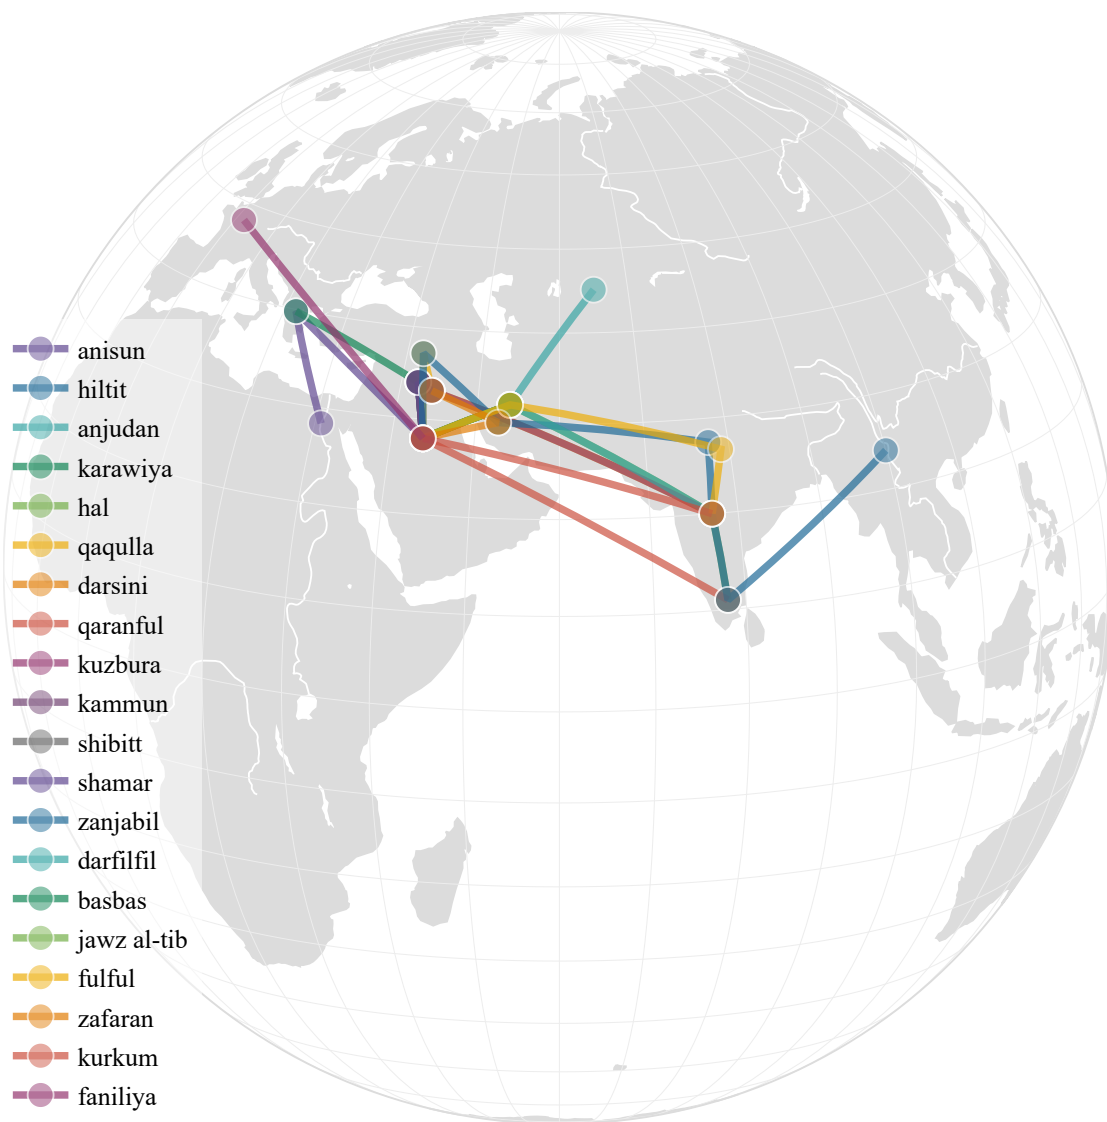 anisun
hiltit
anjudan
karawiya
hal
qaqulla
darsini
qaranful
kuzbura
kammun
shibitt
shamar
zanjabil
darfilfil
basbas
jawz al-tib
fulful
zafaran
kurkum
faniliya